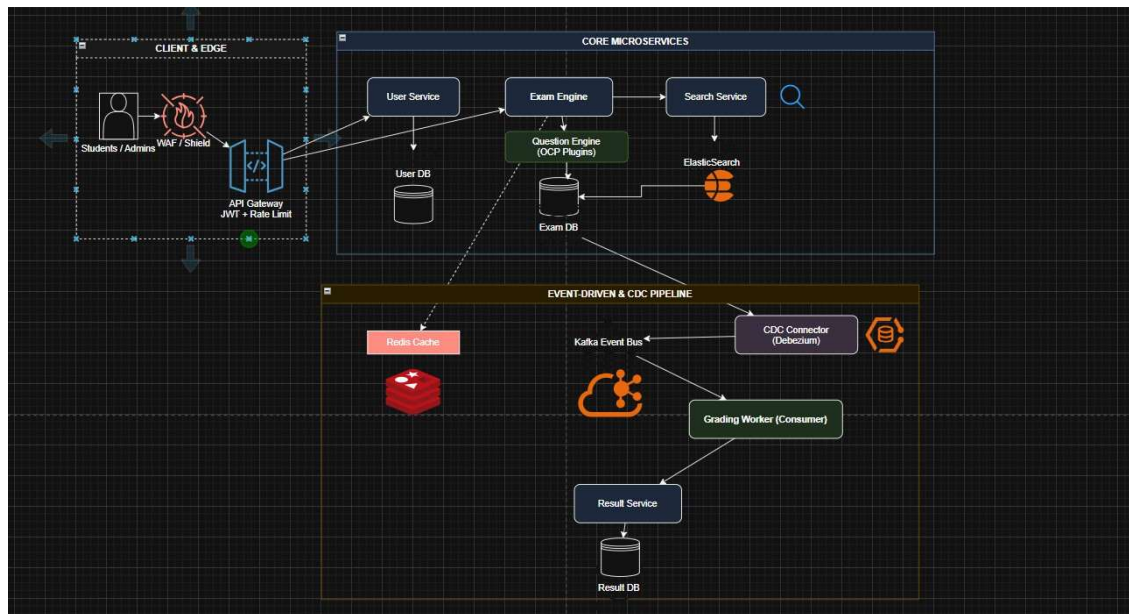 CLIENT & EDGE
CORE MICROSERVICES
User Service
Exam Engine
Search Service
Students / Admins
WAF / Shield
Question Engine
(OCP Plugins)
ElasticSearch
User DB
API Gateway
JWT + Rate Limit
Exam DB
EVENT-DRIVEN & CDC PIPELINE
Redis Cache
Kafka Event Bus
CDC Connector
(Debezium)
Grading Worker (Consumer)
Result Service
Result DB